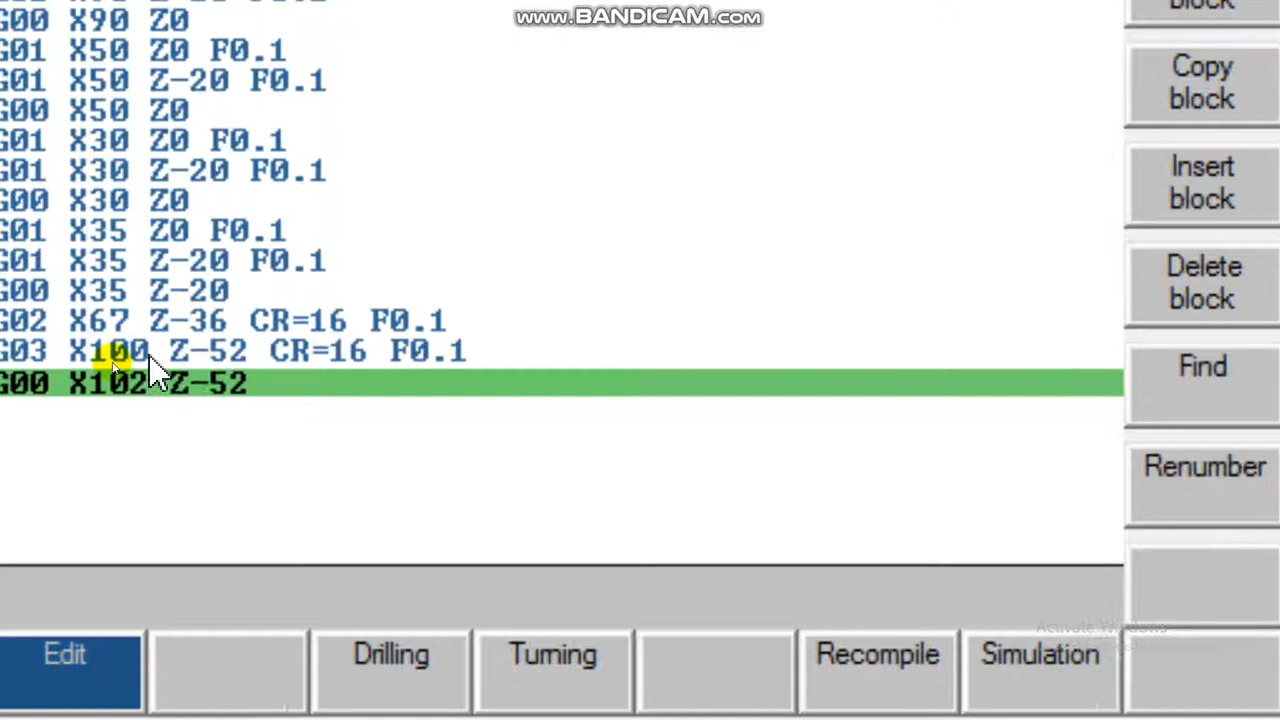 www.BANDICAM.com
G00 X90 Z0
G01 X50 Z0 F0.1
G01 X50 Z-20 F0.1
G00 X50 Z0
G01 X30 Z0 F0.1
G01 X30 Z-20 F0.1
G00 X30 Z0
G01 X35 Z0 F0.1
G01 X35 Z-20 F0.1
G00 X35 Z-20
G02 X67 Z-36 CR=16 F0.1
G03 X100 Z-52 CR=16 F0.1
G00 X102 Z-52
block
Copy
block
Insert
block
Delete
block
Find
Renumber
Activate Windows
Edit
Drilling
Turning
Recompile
Simulation